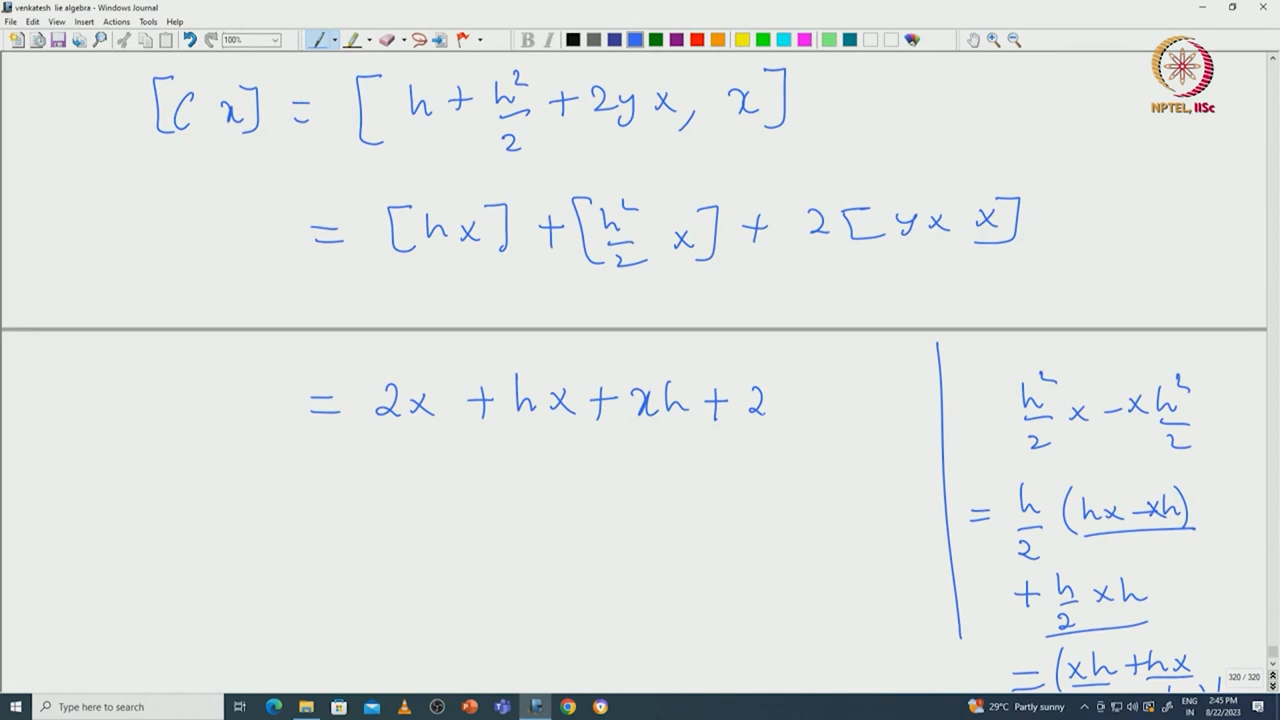 venkatesh lie algebra - Windows Journal
File Edit View Insert Actions Tools Help
100%
NPTEL, IISc
[C x] = [h + h²/2 + 2yx, x]
= [hx] + [h²/2 x] + 2[yx x]
= 2x + hx + xh + 2
h²/2 x - x h²/2
= h/2 (hx - xh)
+ h/2 xh
= (xh + hx
320 / 320
Type here to search
29°C Partly sunny
ENG
IN
2:45 PM
8/22/2023